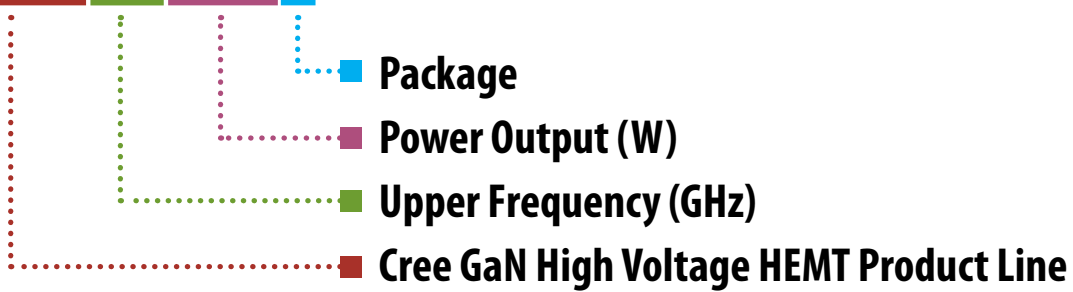 Package
Power Output (W)
Upper Frequency (GHz)
Cree GaN High Voltage HEMT Product Line